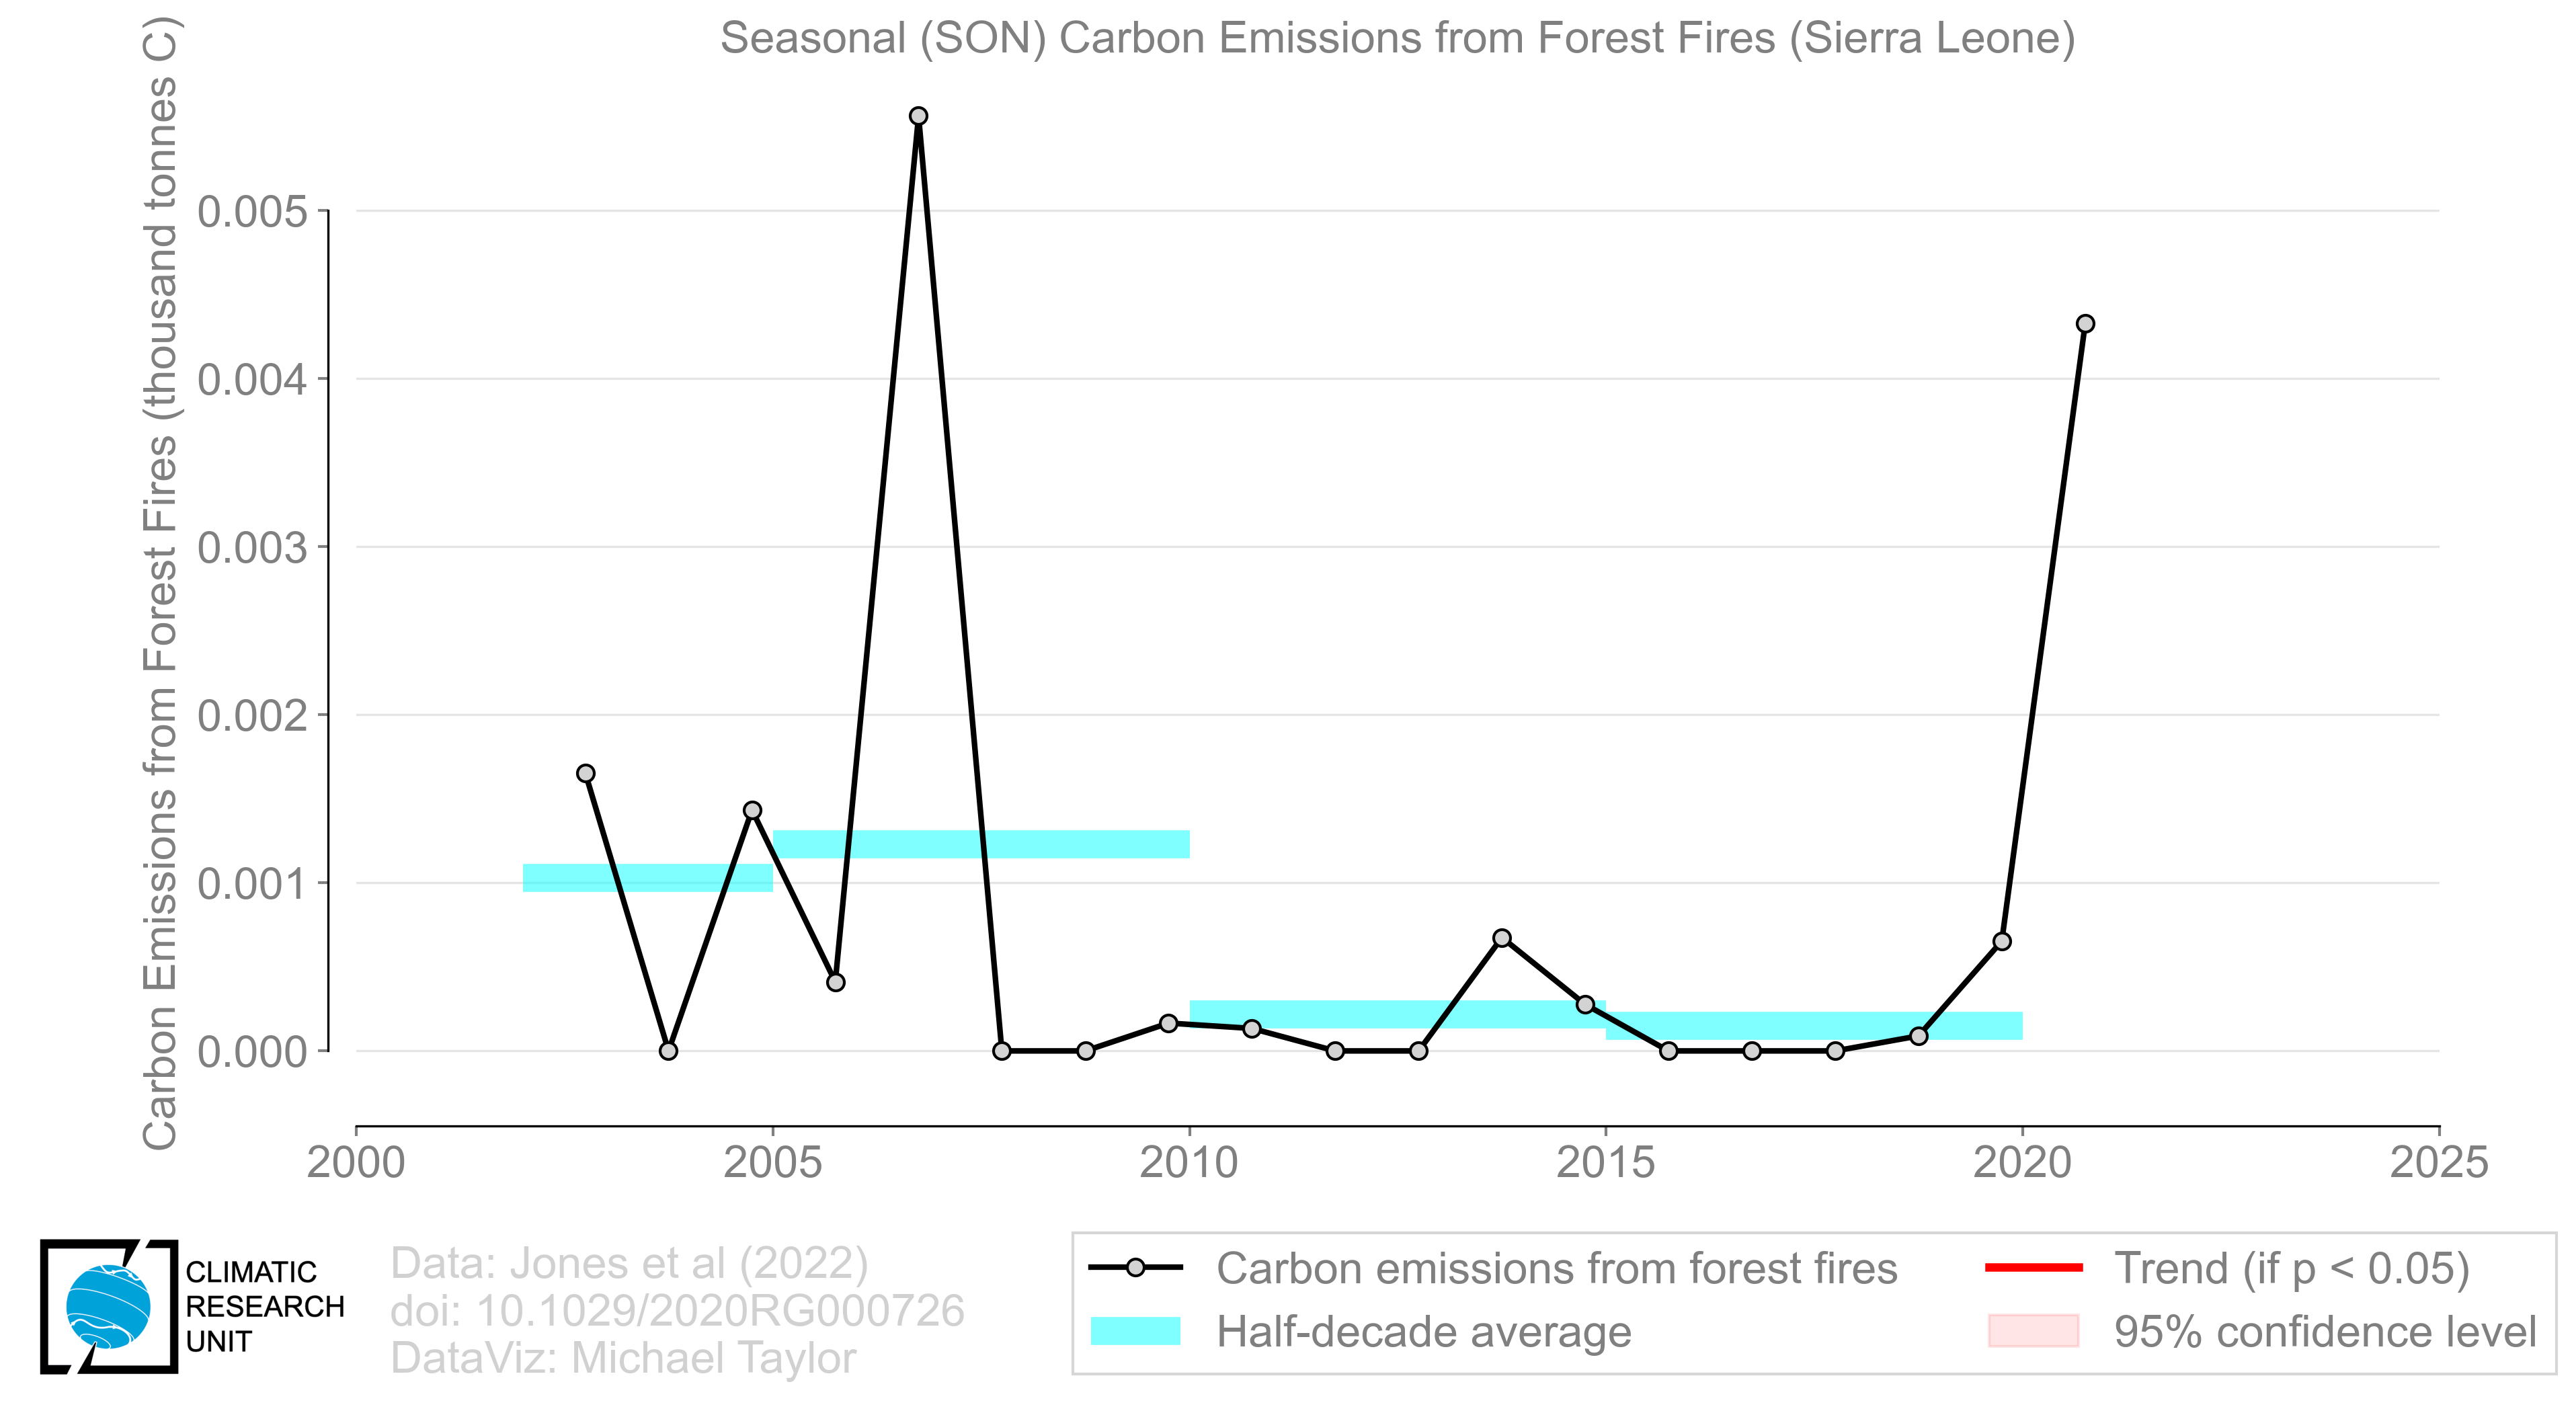 Seasonal (SON) Carbon Emissions from Forest Fires (Sierra Leone)
Carbon Emissions from Forest Fires (thousand tonnes C)
0.005
0.004
0.003
0.002
0.001
0.000
2000 2005 2010 2015 2020 2025
CLIMATIC
RESEARCH
UNIT
Data: Jones et al (2022)
doi: 10.1029/2020RG000726
DataViz: Michael Taylor
Carbon emissions from forest fires
Half-decade average
Trend (if p < 0.05)
95% confidence level